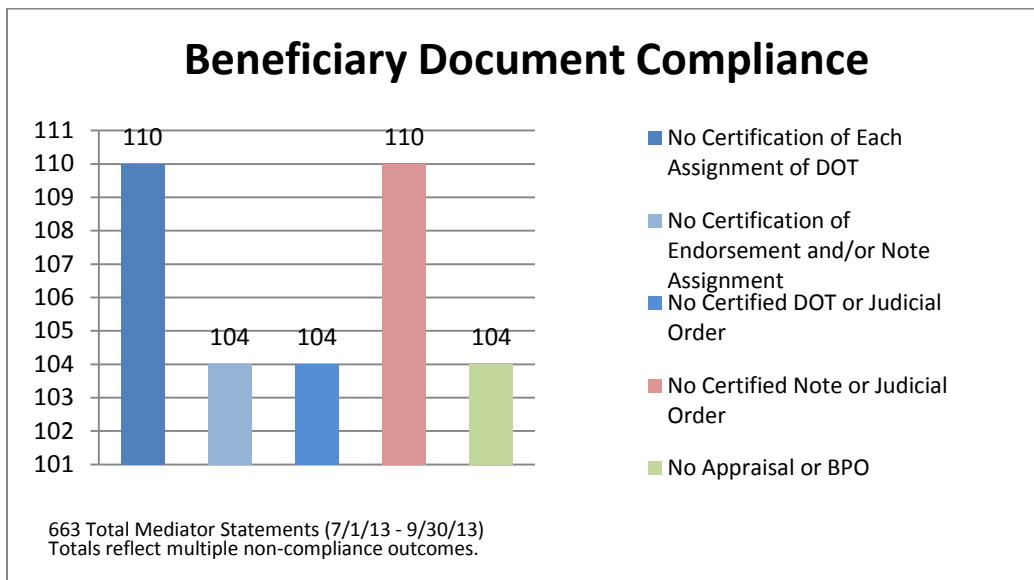 Beneficiary Document Compliance
111
110
109
108
107
106
105
104
103
102
101
110
104
104
110
104
No Certification of Each
Assignment of DOT
No Certification of
Endorsement and/or Note
Assignment
No Certified DOT or Judicial
Order
No Certified Note or Judicial
Order
No Appraisal or BPO
663 Total Mediator Statements (7/1/13 - 9/30/13)
Totals reflect multiple non-compliance outcomes.